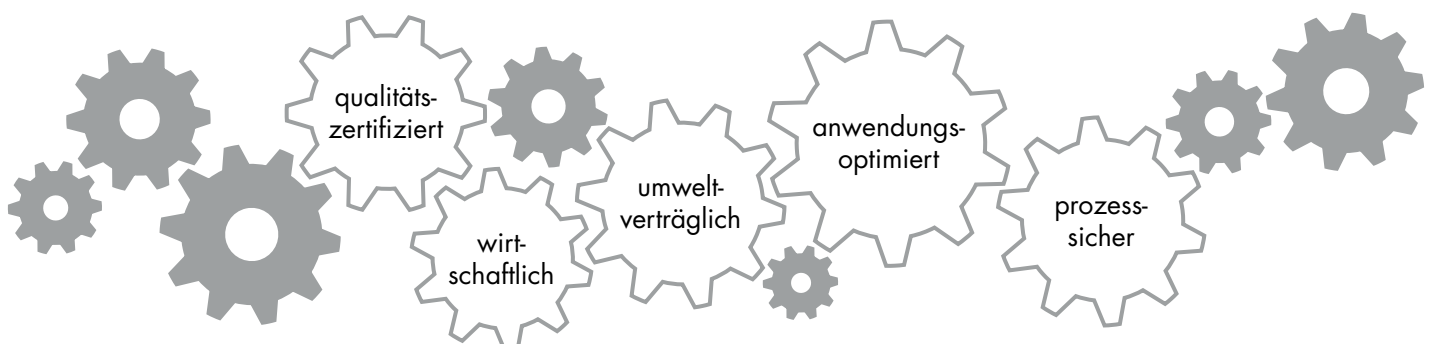 qualitäts-
zertifiziert
wirt-
schaftlich
umwelt-
verträglich
anwendungs-
optimiert
prozess-
sicher